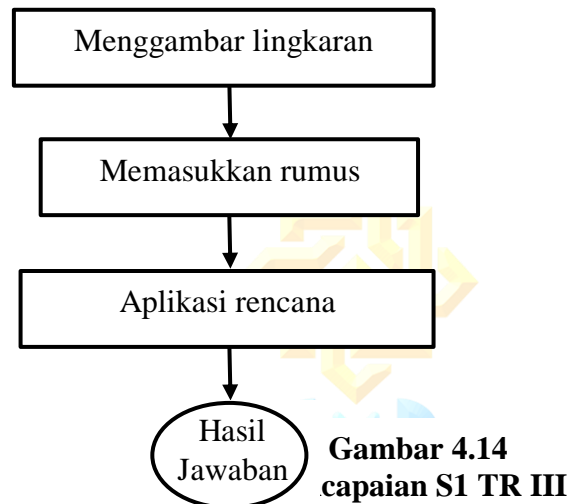 Menggambar lingkaran
Memasukkan rumus
Aplikasi rencana
Hasil
Jawaban
Gambar 4.14
capaian S1 TR III